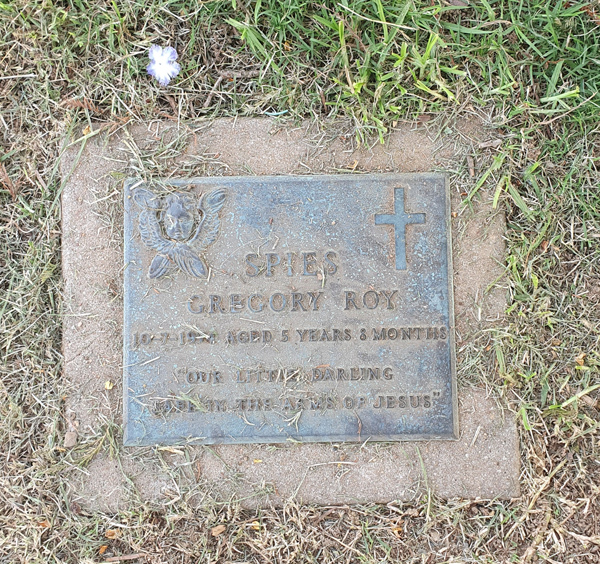 SPIES
GREGORY ROY
AGED 5 YEARS 8 MONTHS
"OUR LITTLE DARLING
SAFE IN THE ARMS OF JESUS"